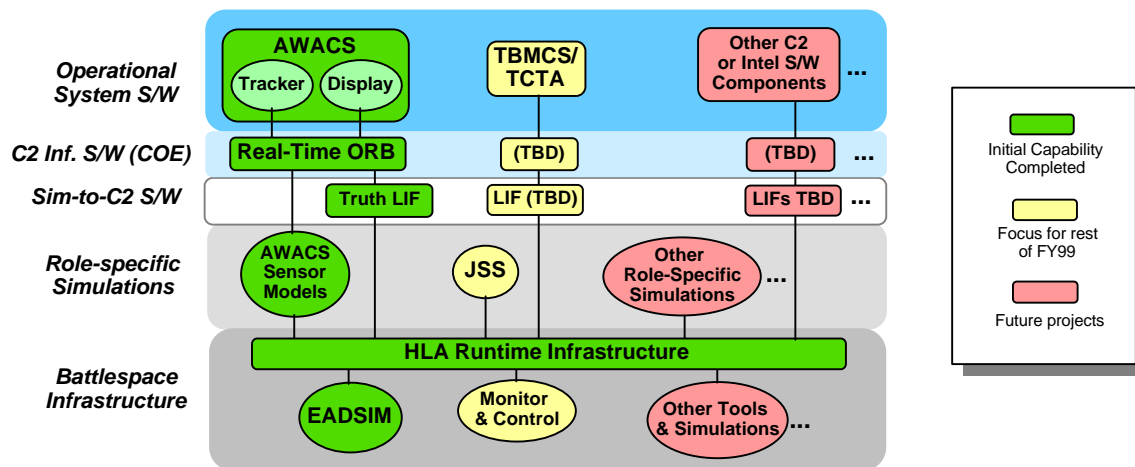 Operational
System S/W
AWACS
Tracker
Display
TBMCS/
TCTA
Other C2
or Intel S/W
Components
...
C2 Inf. S/W (COE)
Real-Time ORB
(TBD)
(TBD)
...
Sim-to-C2 S/W
Truth LIF
LIF (TBD)
LIFs TBD
...
Role-specific
Simulations
AWACS
Sensor
Models
JSS
Other
Role-Specific
Simulations
...
Battlespace
Infrastructure
HLA Runtime Infrastructure
EADSIM
Monitor
& Control
Other Tools
& Simulations
...
Initial Capability
Completed
Focus for rest
of FY99
Future projects